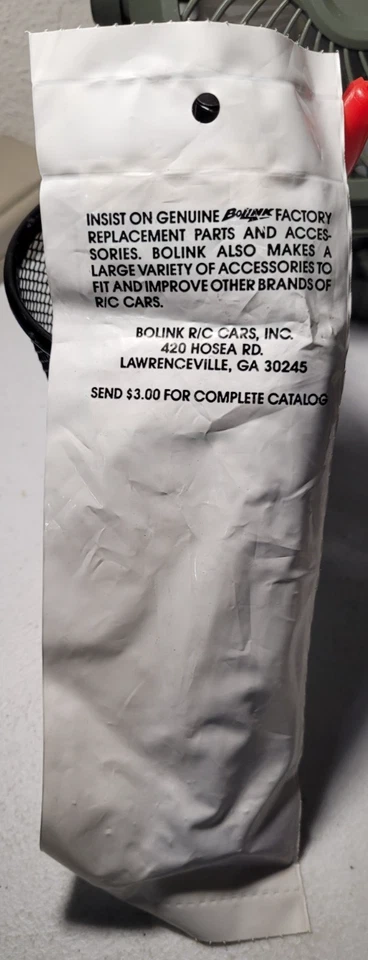 INSIST ON GENUINE BOLINK FACTORY
REPLACEMENT PARTS AND ACCES-
SORIES. BOLINK ALSO MAKES A
LARGE VARIETY OF ACCESSORIES TO
FIT AND IMPROVE OTHER BRANDS OF
R/C CARS.
BOLINK R/C CARS, INC.
420 HOSEA RD.
LAWRENCEVILLE, GA 30245
SEND $3.00 FOR COMPLETE CATALOG